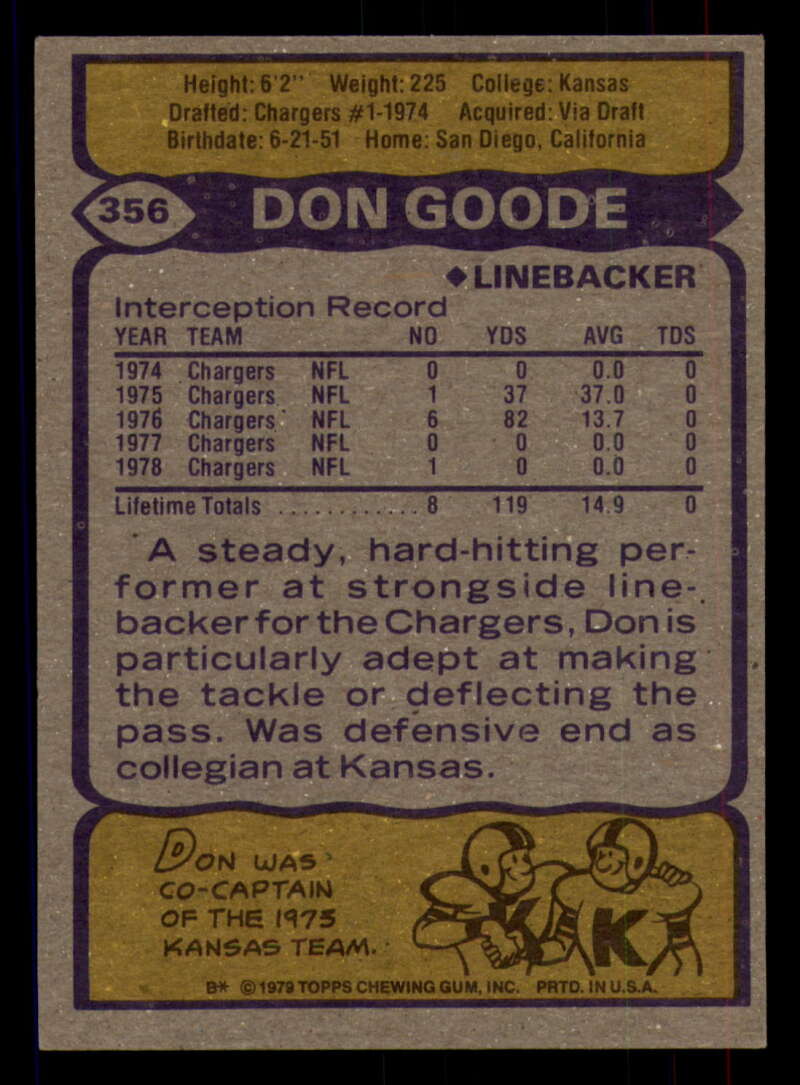 Height: 6'2" Weight: 225 College: Kansas
Drafted: Chargers #1-1974 Acquired: Via Draft
Birthdate: 6-21-51 Home: San Diego, California
356 DON GOODE
◆ LINEBACKER
Interception Record
YEAR TEAM NO YDS AVG TDS
1974 Chargers NFL 0 0 0.0 0
1975 Chargers NFL 1 37 37.0 0
1976 Chargers NFL 6 82 13.7 0
1977 Chargers NFL 0 0 0.0 0
1978 Chargers NFL 1 0 0.0 0
Lifetime Totals ............ 8 119 14.9 0
A steady, hard-hitting per-
former at strongside line-
backer for the Chargers, Don is
particularly adept at making
the tackle or deflecting the
pass. Was defensive end as
collegian at Kansas.
DON WAS
CO-CAPTAIN
OF THE 1973
KANSAS TEAM.
K K
B* © 1979 TOPPS CHEWING GUM, INC. PRTD. IN U.S.A.